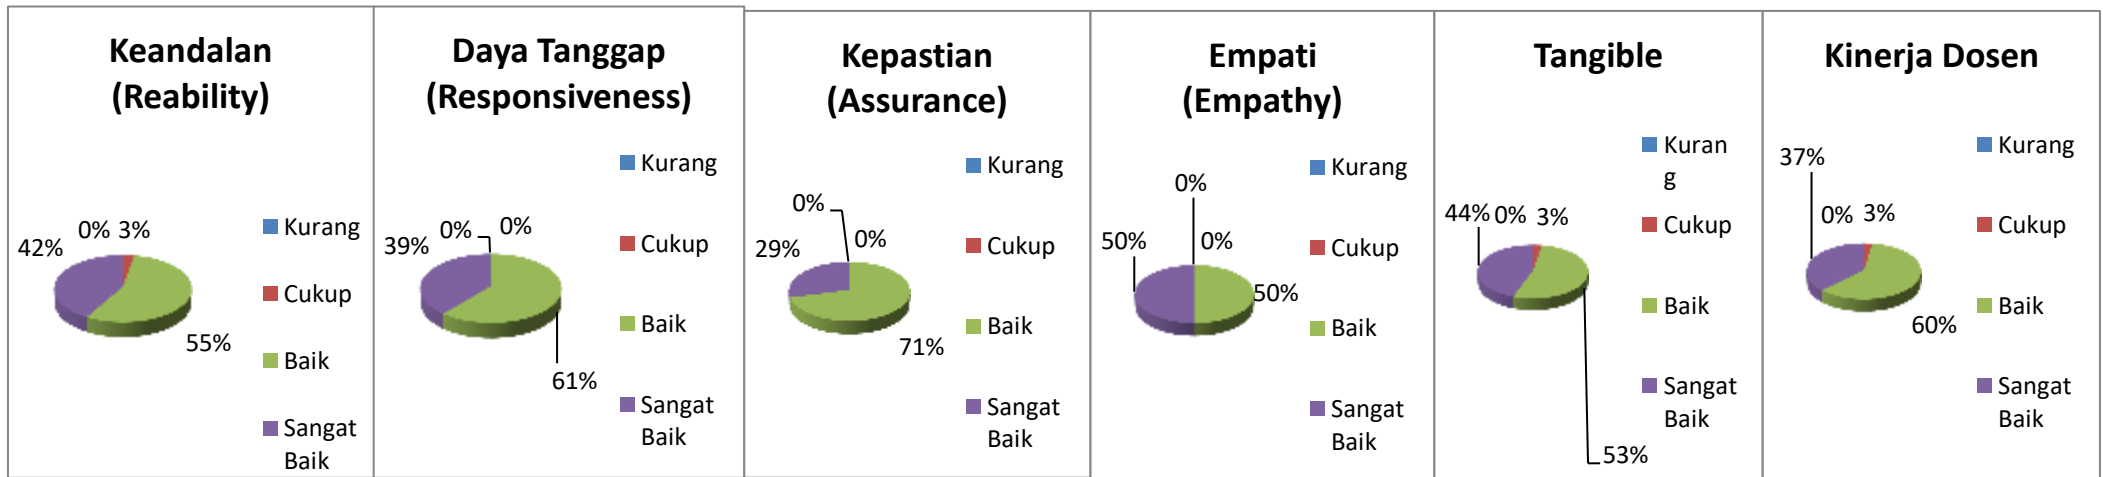 Keandalan
(Reability)
42%
0%
3%
55%
Kurang
Cukup
Baik
Sangat
Baik
Daya Tanggap
(Responsiveness)
39%
0%
0%
61%
Kurang
Cukup
Baik
Sangat
Baik
Kepastian
(Assurance)
0%
29%
0%
71%
Kurang
Cukup
Baik
Sangat
Baik
Empati
(Empathy)
0%
50%
0%
50%
Kurang
Cukup
Baik
Sangat
Baik
Tangible
44%
0%
3%
53%
Kuran
g
Cukup
Baik
Sangat
Baik
Kinerja Dosen
37%
0%
3%
60%
Kurang
Cukup
Baik
Sangat
Baik